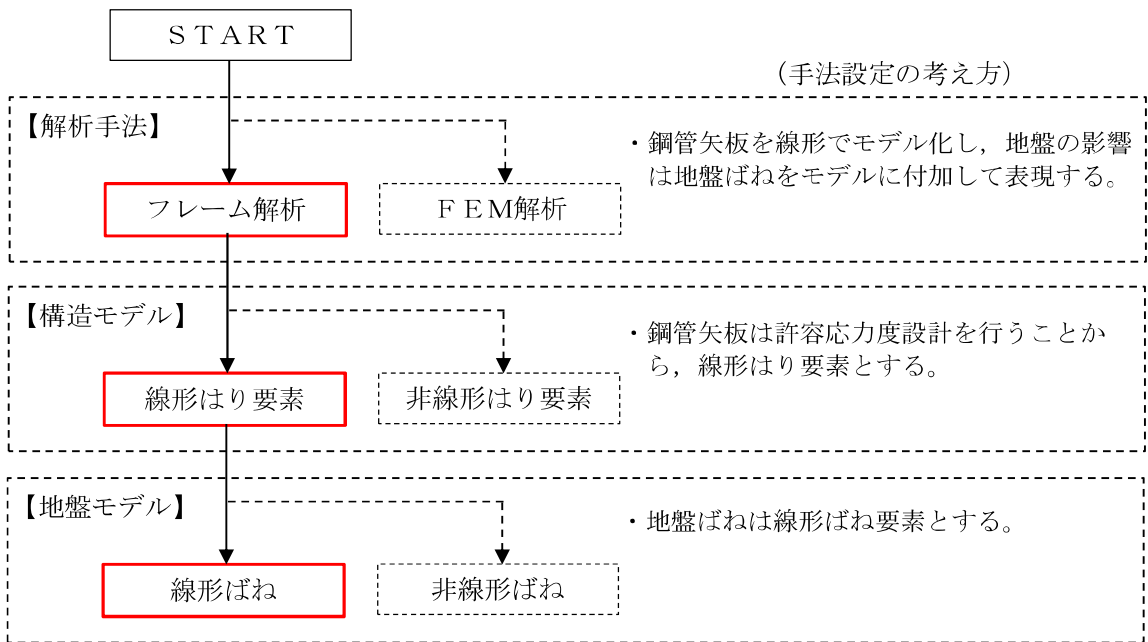 ＳＴＡＲＴ
（手法設定の考え方）
【解析手法】
・鋼管矢板を線形でモデル化し，地盤の影響
は地盤ばねをモデルに付加して表現する。
フレーム解析
ＦＥＭ解析
【構造モデル】
・鋼管矢板は許容応力度設計を行うことか
ら，線形はり要素とする。
線形はり要素
非線形はり要素
【地盤モデル】
・地盤ばねは線形ばね要素とする。
線形ばね
非線形ばね